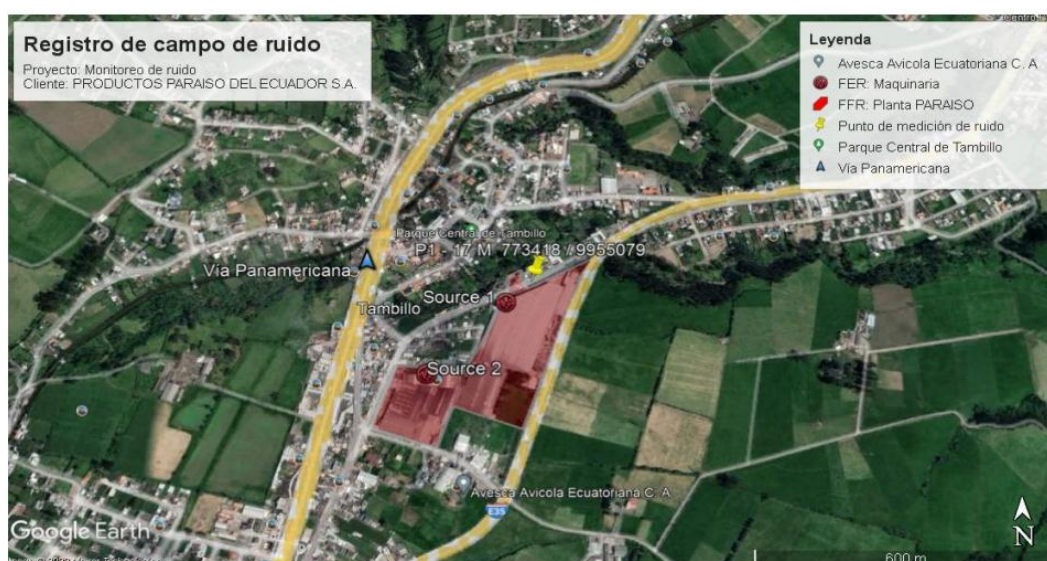 Registro de campo de ruido
Proyecto: Monitoreo de ruido
Cliente: PRODUCTOS PARAISO DEL ECUADOR S.A.
Leyenda
Avesca Avicola Ecuatoriana C. A
FER: Maquinaria
FFR: Planta PARAISO
Punto de medición de ruido
Parque Central de Tambillo
Vía Panamericana
Parque Central de Tambillo
P1 - 17 M 773418 / 9955079
Vía Panamericana
Source 1
Tambillo
Source 2
Avesca Avicola Ecuatoriana C. A
E35
Google Earth
N
600 m